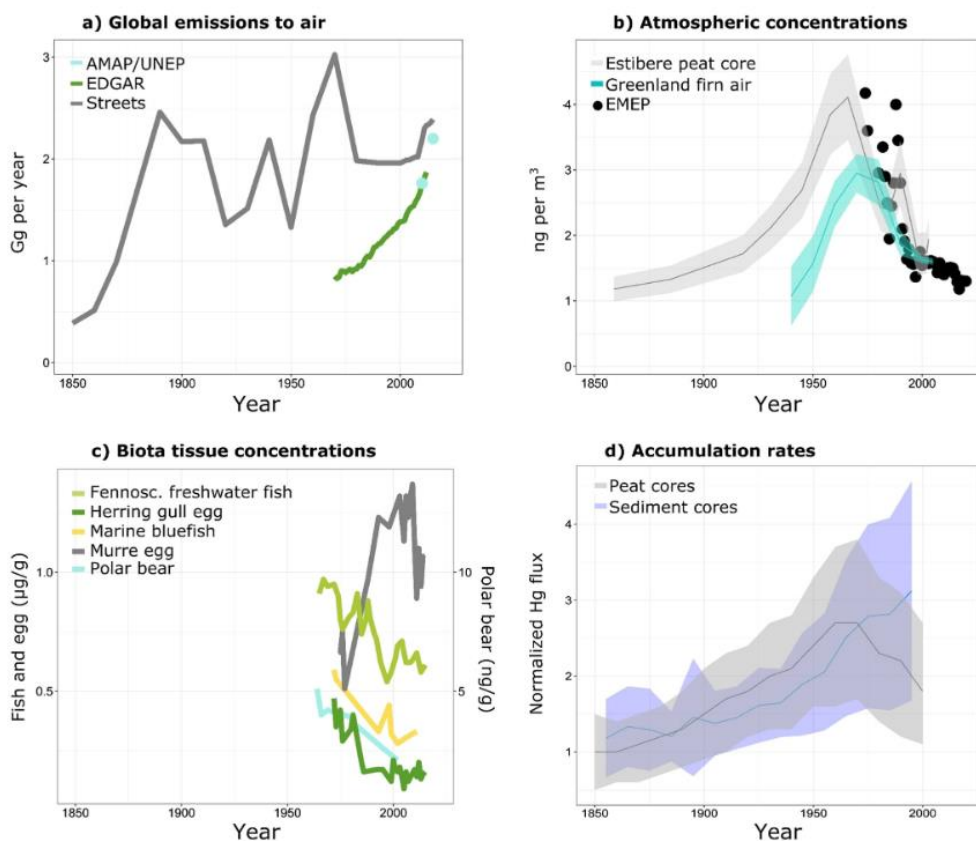 a) Global emissions to air
AMAP/UNEP
EDGAR
Streets
Gg per year
3
2
1
0
1850
1900
1950
2000
Year
b) Atmospheric concentrations
Estibere peat core
Greenland firn air
EMEP
ng per m³
4
3
2
1
0
1850
1900
1950
2000
Year
c) Biota tissue concentrations
Fennosc. freshwater fish
Herring gull egg
Marine bluefish
Murre egg
Polar bear
Fish and egg (µg/g)
1.0
0.5
0.0
10
5
0
Polar bear (ng/g)
1850
1900
1950
2000
Year
d) Accumulation rates
Peat cores
Sediment cores
Normalized Hg flux
4
3
2
1
1850
1900
1950
2000
Year